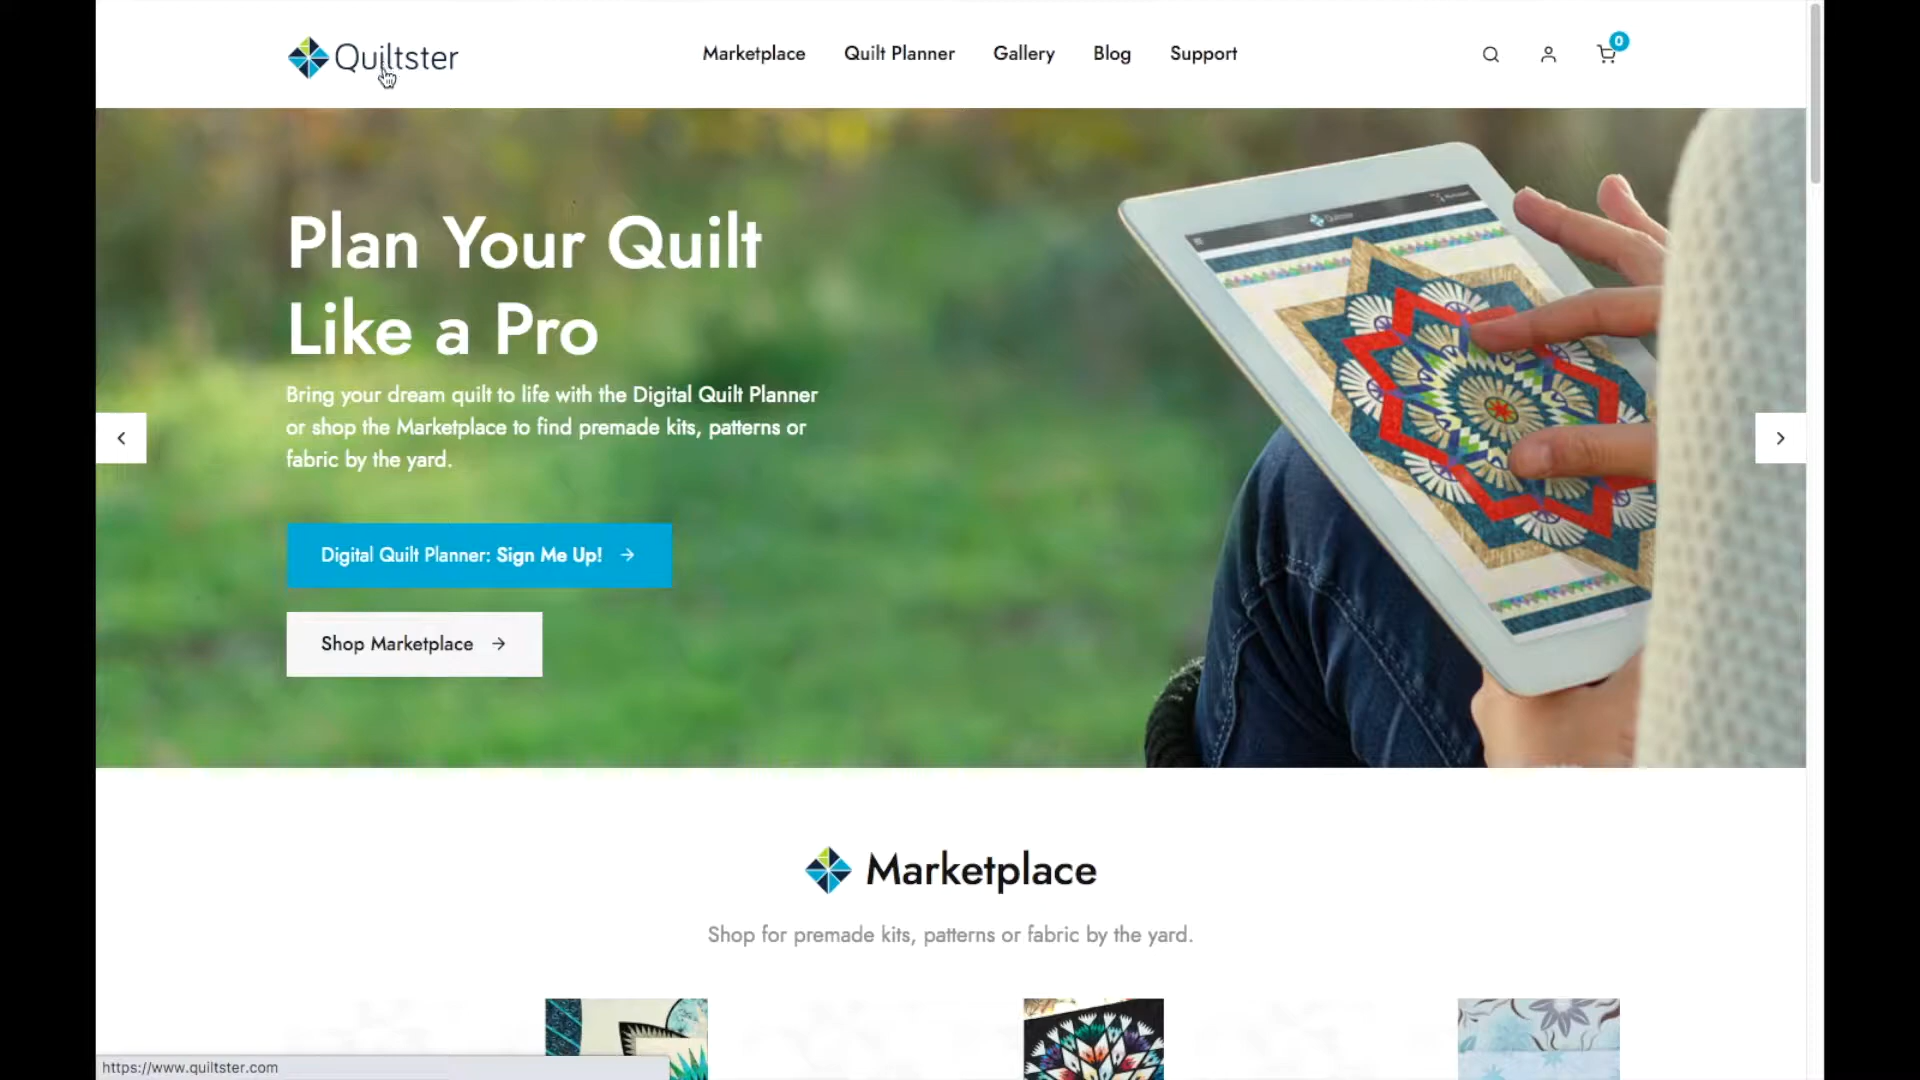 Quiltster
Marketplace
Quilt Planner
Gallery
Blog
Support
0
Plan Your Quilt
Like a Pro
Bring your dream quilt to life with the Digital Quilt Planner
or shop the Marketplace to find premade kits, patterns or
fabric by the yard.
Digital Quilt Planner: Sign Me Up!
Shop Marketplace
Marketplace
Shop for premade kits, patterns or fabric by the yard.
https://www.quiltster.com